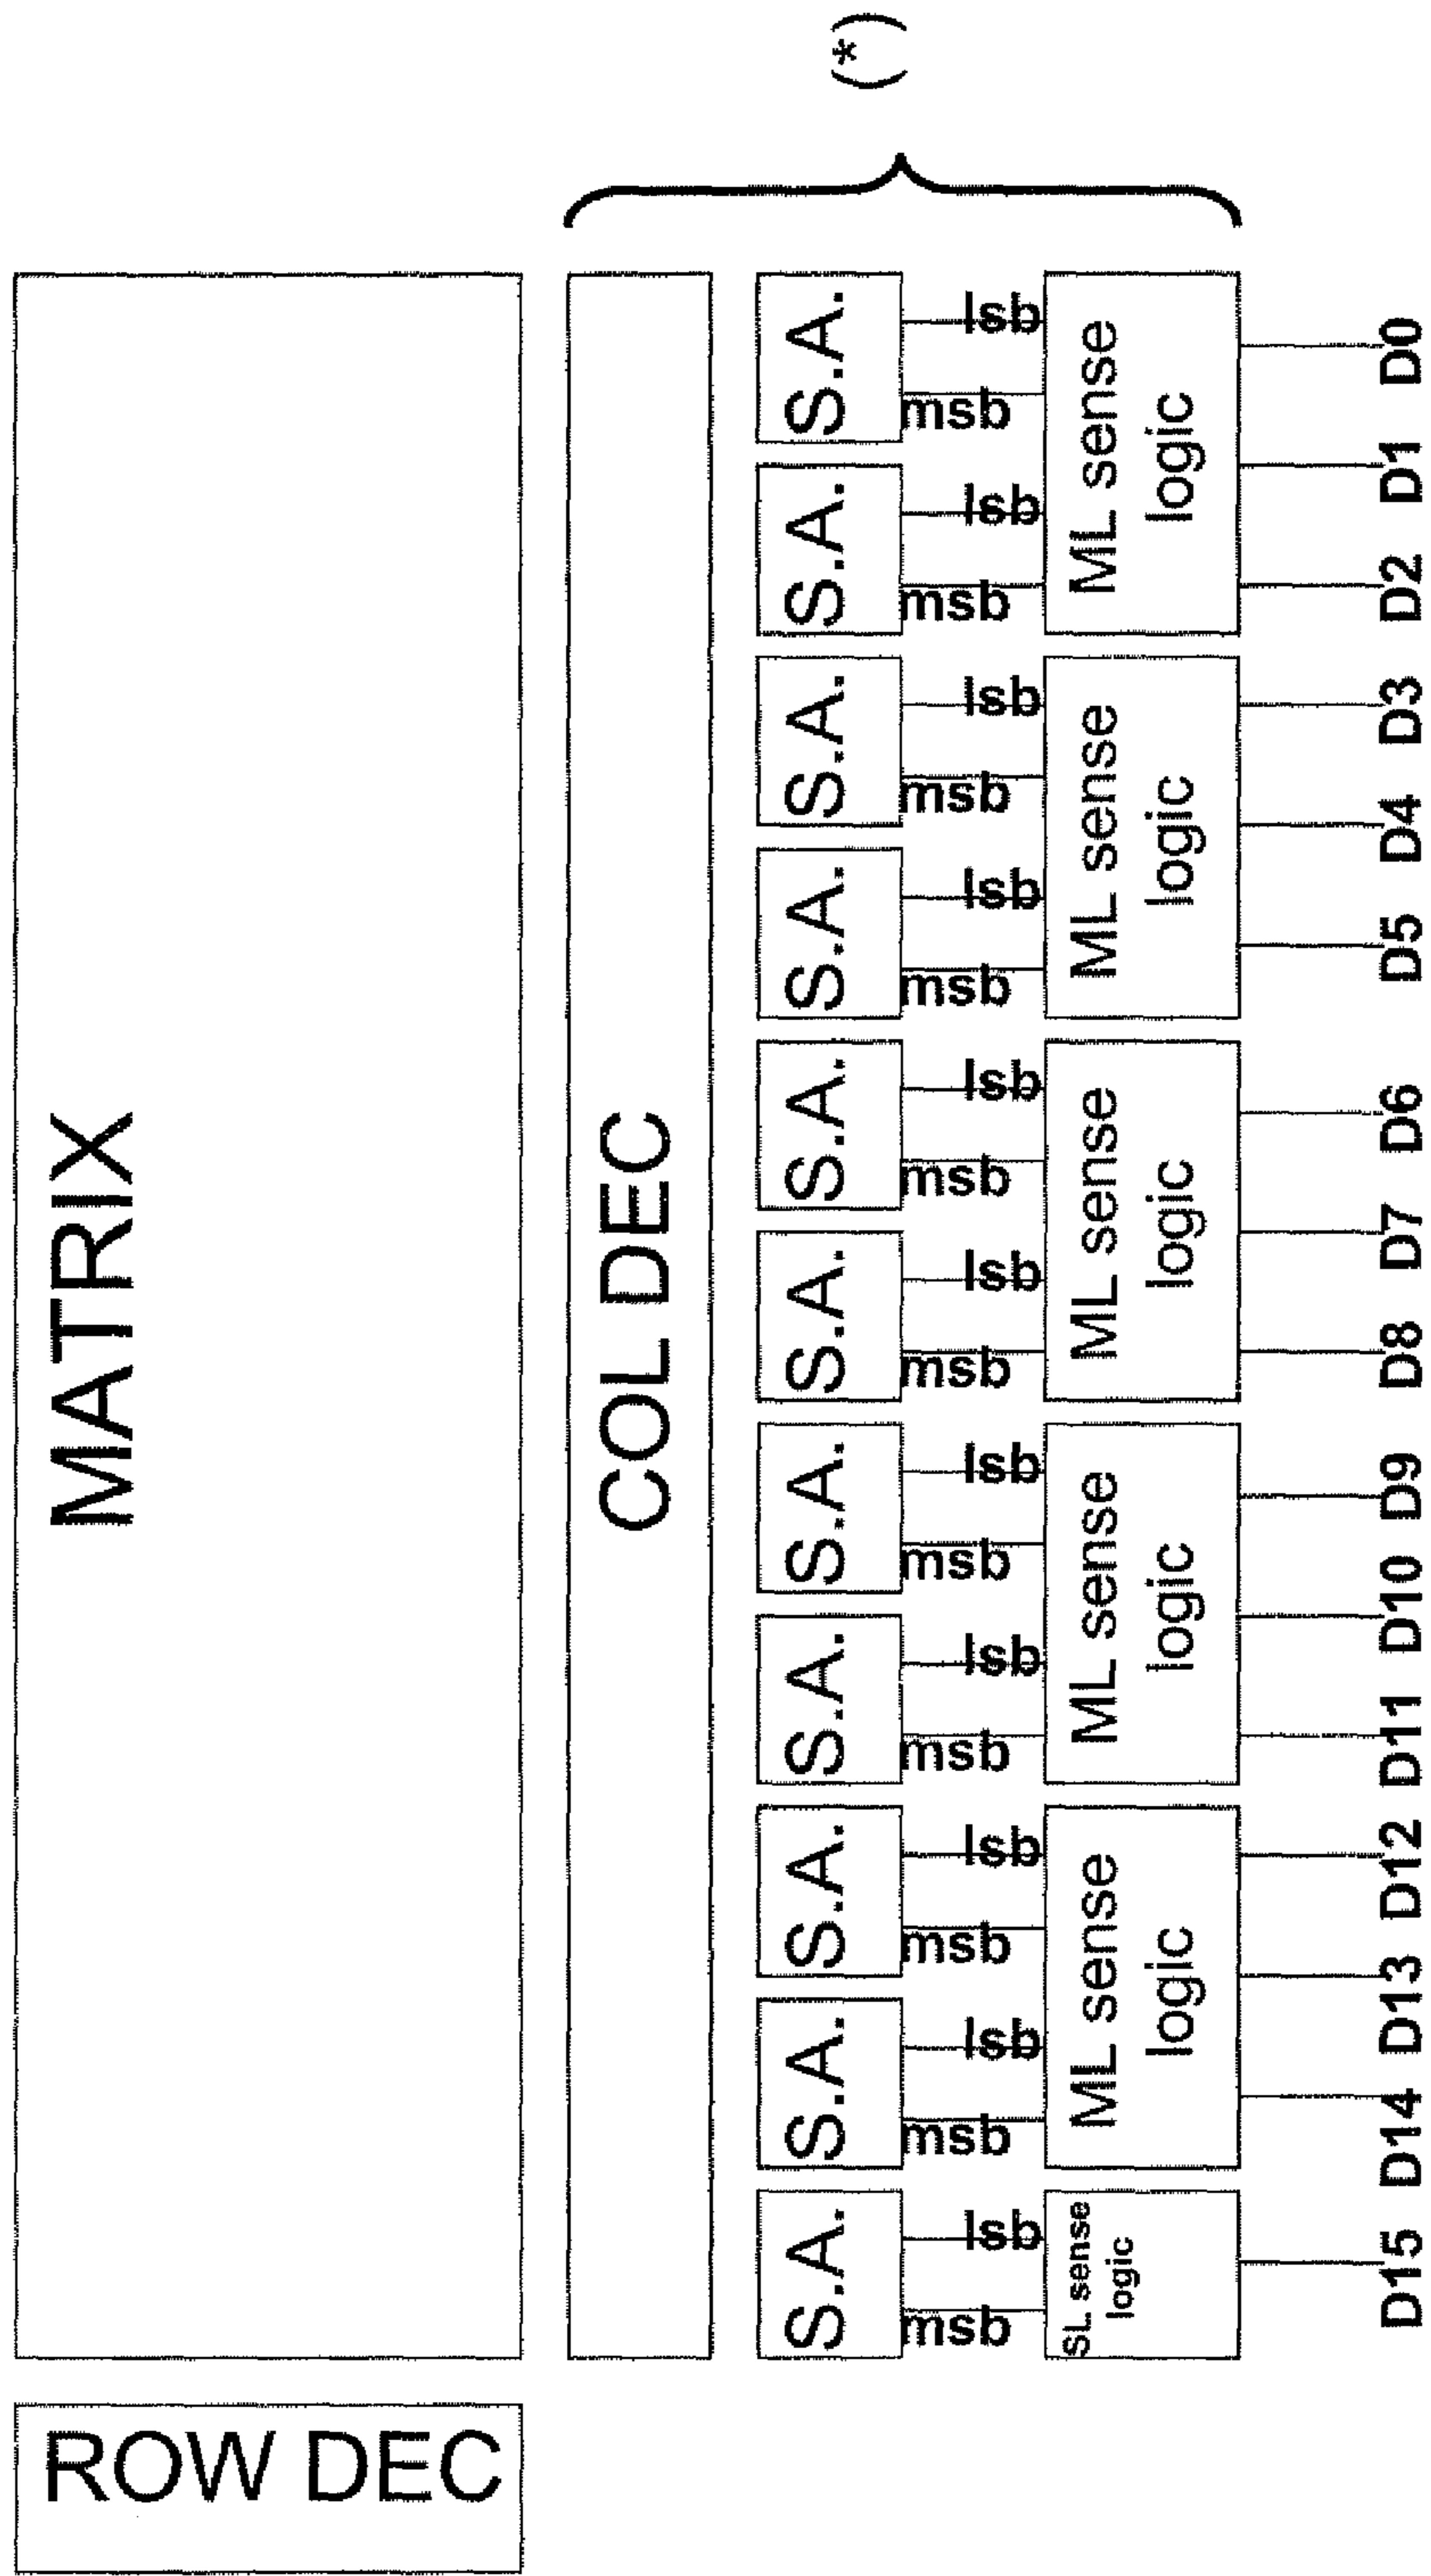 ROW DEC
MATRIX
COL DEC
S.A. S.A. S.A. S.A. S.A. S.A. S.A. S.A. S.A. S.A. S.A.
(*)
msb lsb msb lsb msb lsb msb lsb msb lsb msb lsb msb lsb msb lsb msb lsb msb lsb msb lsb
SL sense
logic
ML sense
logic
ML sense
logic
ML sense
logic
ML sense
logic
ML sense
logic
D15 D14 D13 D12 D11 D10 D9 D8 D7 D6 D5 D4 D3 D2 D1 D0